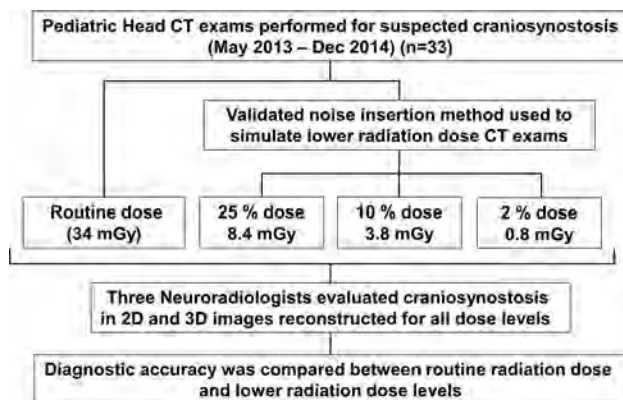 Pediatric Head CT exams performed for suspected craniosynostosis
(May 2013 – Dec 2014) (n=33)
Validated noise insertion method used to
simulate lower radiation dose CT exams
Routine dose
(34 mGy)
25 % dose
8.4 mGy
10 % dose
3.8 mGy
2 % dose
0.8 mGy
Three Neuroradiologists evaluated craniosynostosis
in 2D and 3D images reconstructed for all dose levels
Diagnostic accuracy was compared between routine radiation dose
and lower radiation dose levels